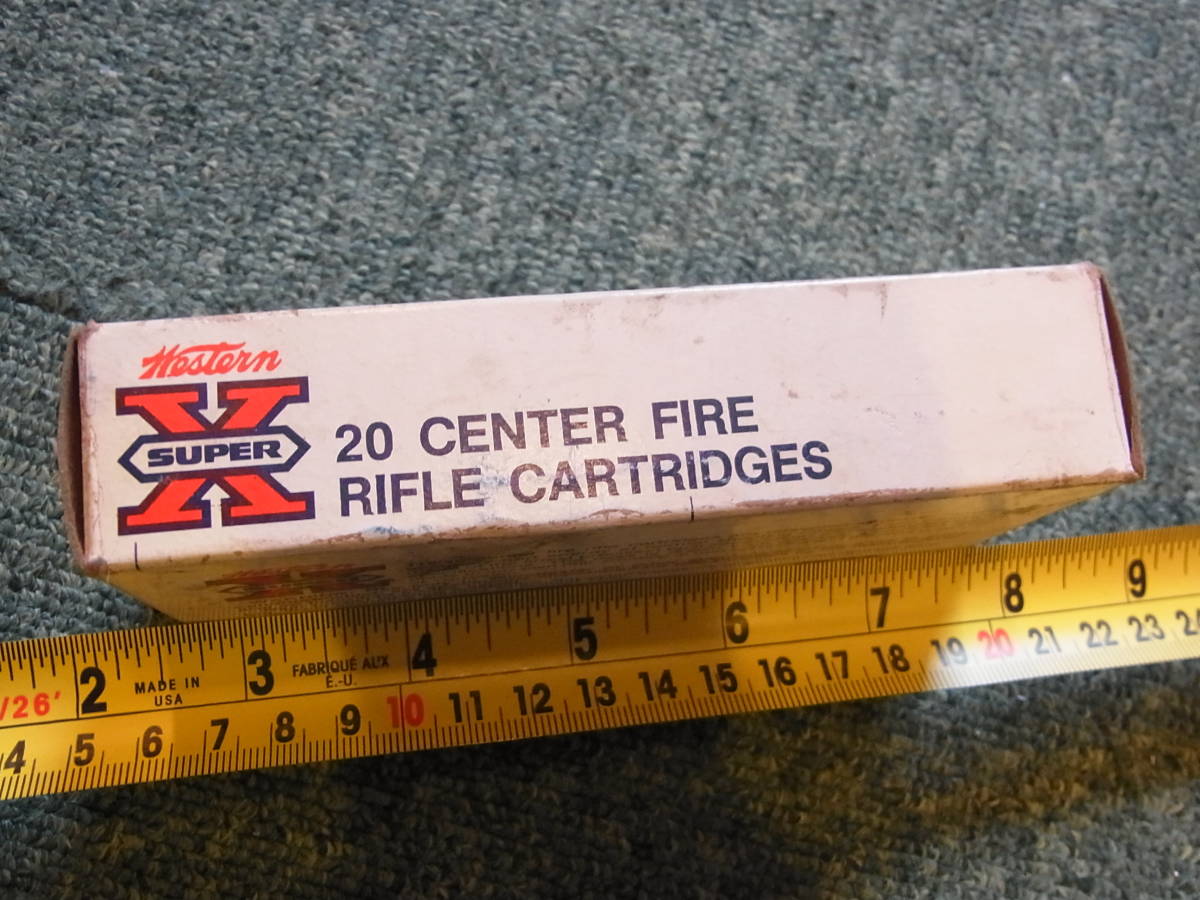 Western
X
SUPER
20 CENTER FIRE
RIFLE CARTRIDGES
2 3 4 5 6 7 8 9
MADE IN
USA
FABRIQUÉ AUX
É.-U.
/26'
4 5 6 7 8 9 10 11 12 13 14 15 16 17 18 19 20 21 22 23